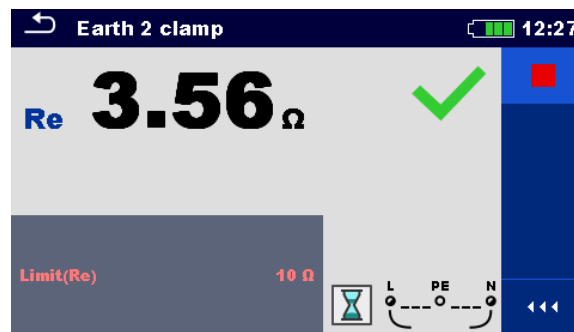 Earth 2 clamp 12:27
Re 3.56 Ω
Limit(Re) 10 Ω
L PE N